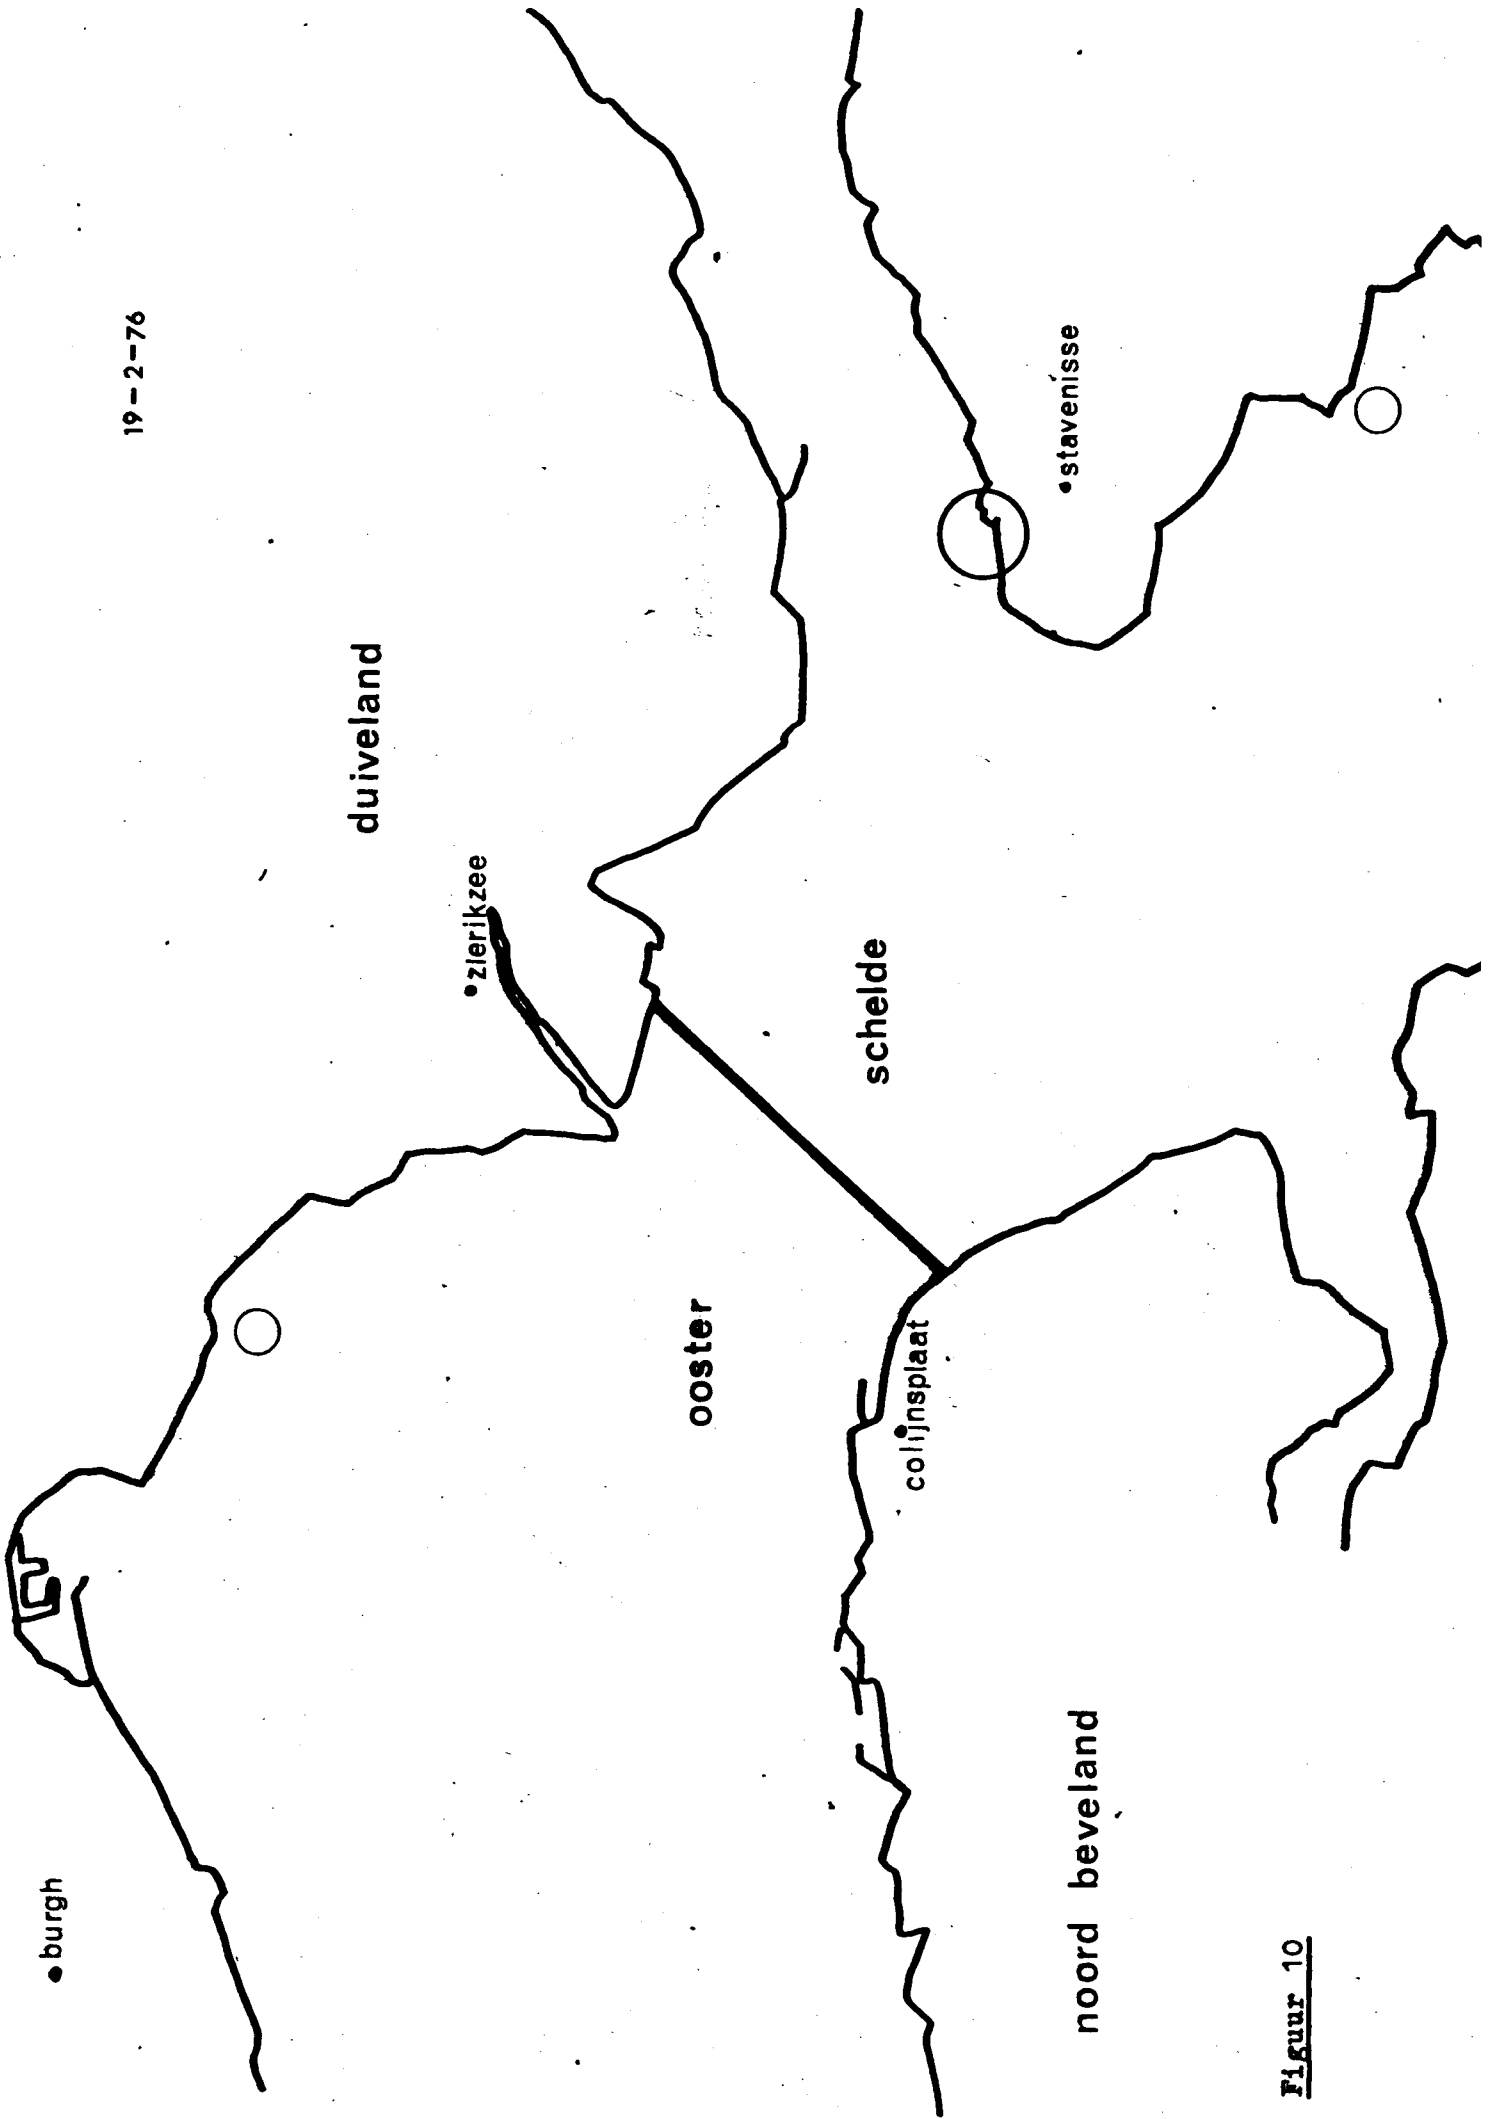 19-2-76
burgh
duiveland
zierikzee
ooster
schelde
stavenisse
colijnsplaat
noord beveland
Figuur 10